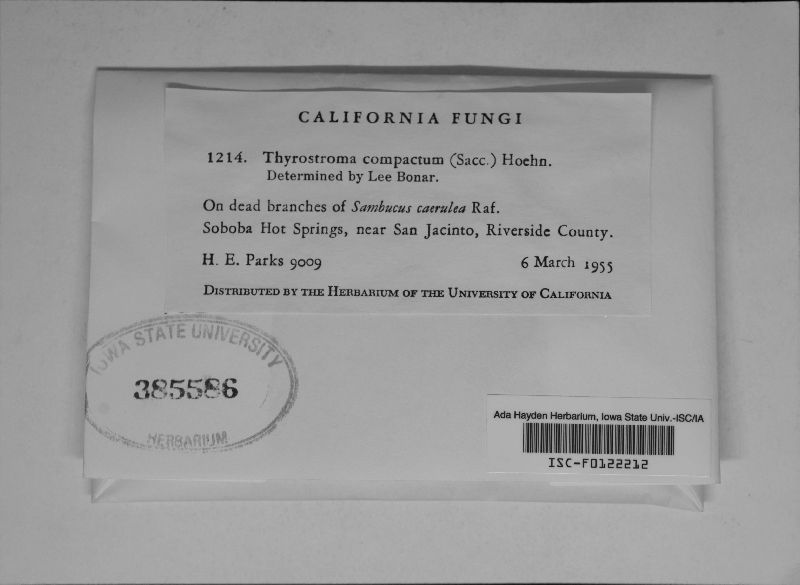 CALIFORNIA FUNGI
1214. Thyrostroma compactum (Sacc.) Hoehn.
Determined by Lee Bonar.
On dead branches of Sambucus caerulea Raf.
Soboba Hot Springs, near San Jacinto, Riverside County.
H. E. Parks 9009 6 March 1955
DISTRIBUTED BY THE HERBARIUM OF THE UNIVERSITY OF CALIFORNIA
IOWA STATE UNIVERSITY
385586
HERBARIUM
Ada Hayden Herbarium, Iowa State Univ.-ISC/IA
ISC-F0122212